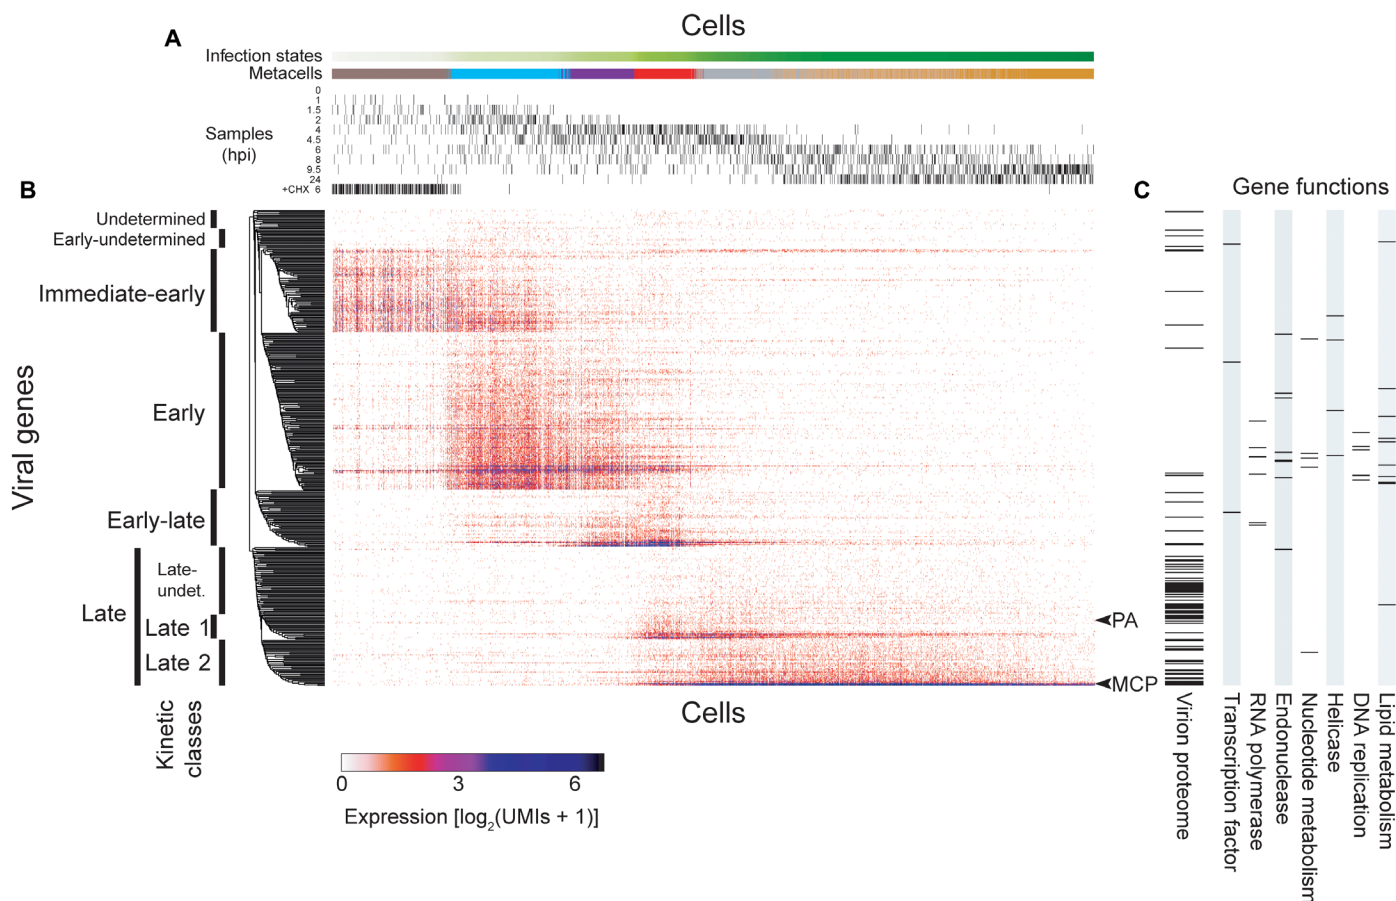 Cells
A
Infection states
Metacells
Samples
(hpi)
0
1
1.5
2
4
4.5
6
8
9.5
24
+CHX 6
B
C
Gene functions
Viral genes
Undetermined
Early-undetermined
Immediate-early
Early
Early-late
Late
Late-
undet.
Late 1
Late 2
Kinetic
classes
PA
MCP
Cells
0 3 6
Expression [log2(UMIs + 1)]
Virion proteome
Transcription factor
RNA polymerase
Endonuclease
Nucleotide metabolism
Helicase
DNA replication
Lipid metabolism